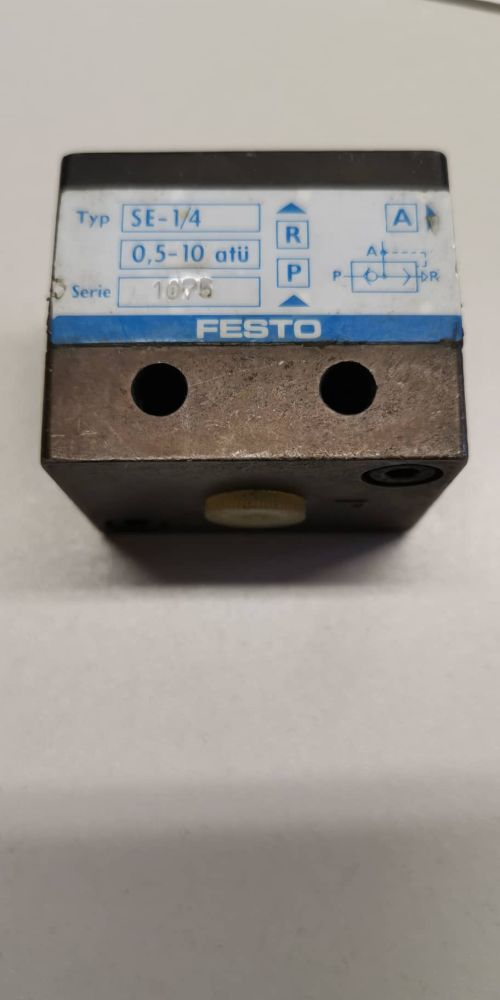 Typ SE-1/4
0,5-10 atü
Serie
R
P
A
A
P R
FESTO